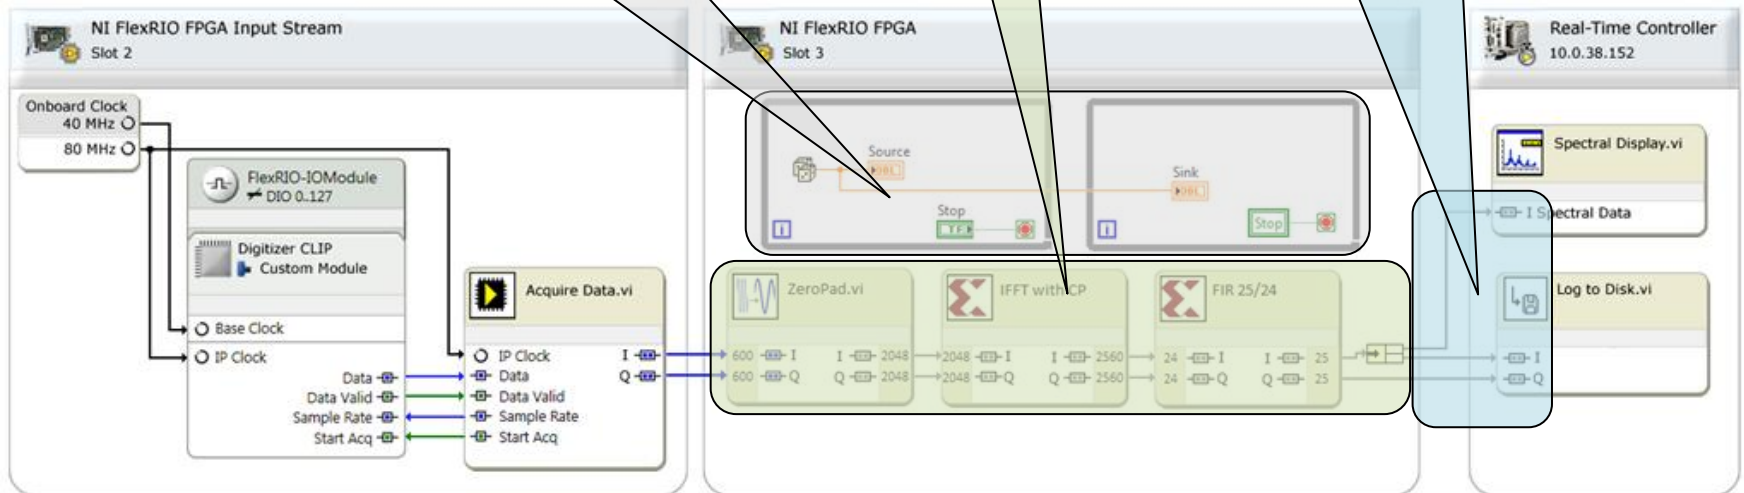 NI FlexRIO FPGA Input Stream
Slot 2
Onboard Clock
40 MHz
80 MHz
FlexRIO-IOModule
DIO 0..127
Digitizer CLIP
Custom Module
Base Clock
IP Clock
Data
Data Valid
Sample Rate
Start Acq
Acquire Data.vi
IP Clock I
Data Q
Data Valid
Sample Rate
Start Acq
NI FlexRIO FPGA
Slot 3
Source
DBL
Stop
TF
i
Sink
DBL
Stop
i
ZeroPad.vi
600 I I 2048
600 Q Q 2048
IFFT with CP
2048 I I 2560
2048 Q Q 2560
FIR 25/24
24 I I 25
24 Q Q 25
Real-Time Controller
10.0.38.152
Spectral Display.vi
I Spectral Data
Log to Disk.vi
I
Q